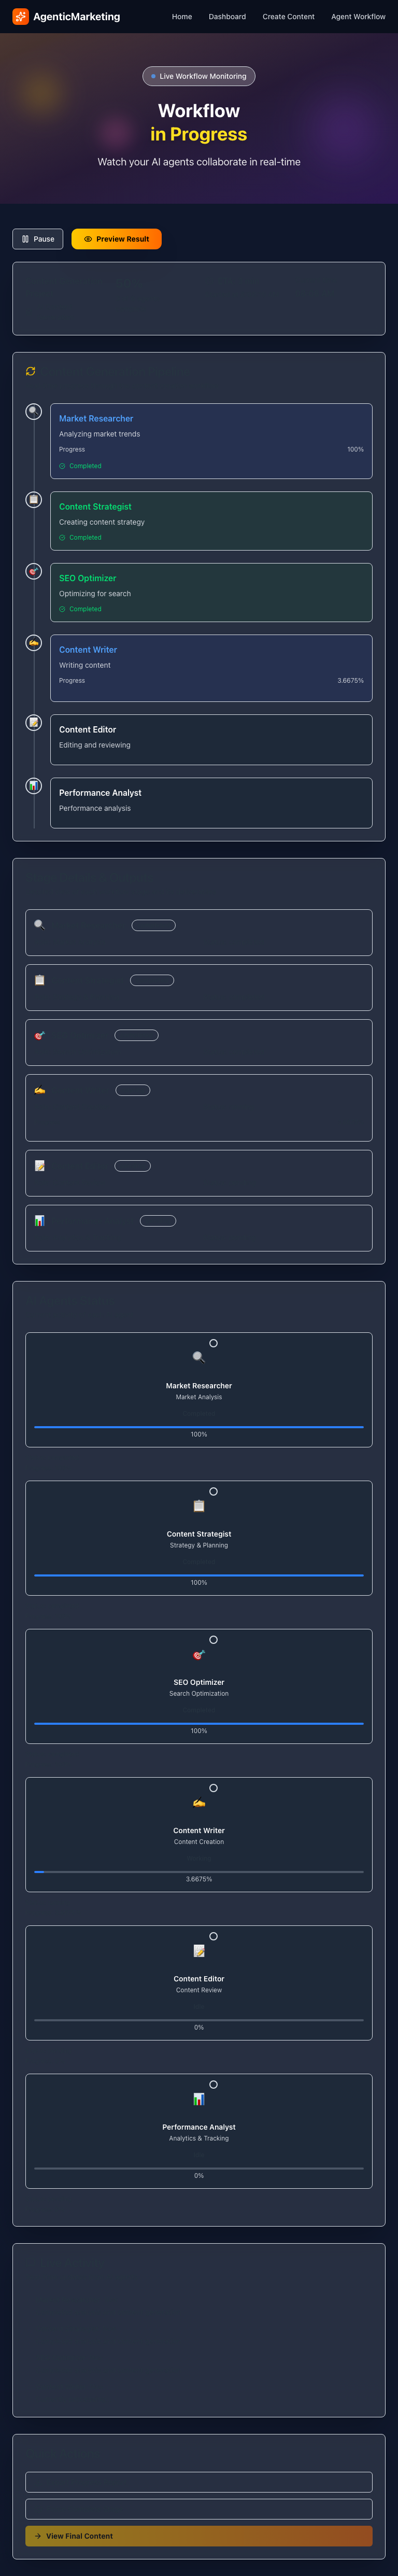 AgenticMarketing
Home Dashboard Create Content Agent Workflow
Live Workflow Monitoring
Workflow
in Progress
Watch your AI agents collaborate in real-time
Pause
Preview Result
Market Researcher
Analyzing market trends
Progress 100%
Completed
Content Strategist
Creating content strategy
Completed
SEO Optimizer
Optimizing for search
Completed
Content Writer
Writing content
Progress 3.6675%
Content Editor
Editing and reviewing
Performance Analyst
Performance analysis
Market Researcher
Market Analysis
100%
Content Strategist
Strategy & Planning
100%
SEO Optimizer
Search Optimization
100%
Content Writer
Content Creation
3.6675%
Content Editor
Content Review
0%
Performance Analyst
Analytics & Tracking
0%
View Final Content